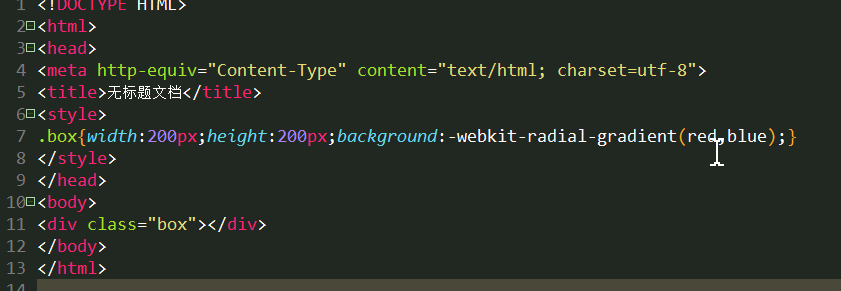 1 <!DOCTYPE HTML>
2 <html>
3 <head>
4 <meta http-equiv="Content-Type" content="text/html; charset=utf-8">
5 <title>无标题文档</title>
6 <style>
7 .box{width:200px;height:200px;background:-webkit-radial-gradient(red,blue);}
8 </style>
9 </head>
10 <body>
11 <div class="box"></div>
12 </body>
13 </html>
14